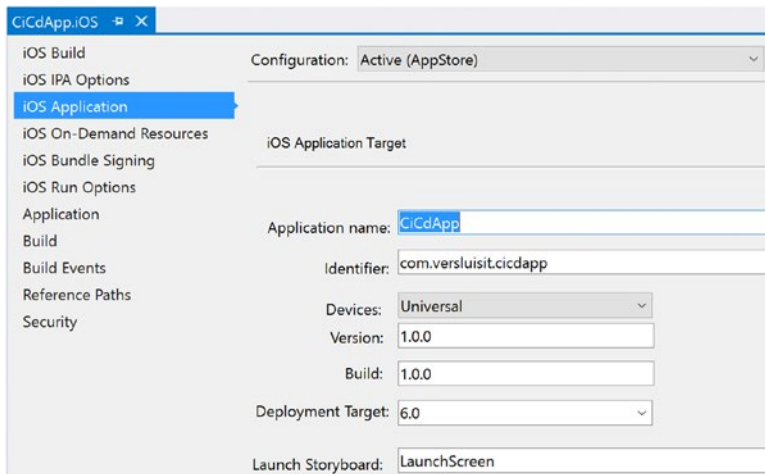 CiCdApp.iOS
iOS Build
iOS IPA Options
iOS Application
iOS On-Demand Resources
iOS Bundle Signing
iOS Run Options
Application
Build
Build Events
Reference Paths
Security
Configuration: Active (AppStore)
iOS Application Target
Application name: CiCdApp
Identifier: com.versluisit.cicdapp
Devices: Universal
Version: 1.0.0
Build: 1.0.0
Deployment Target: 6.0
Launch Storyboard: LaunchScreen